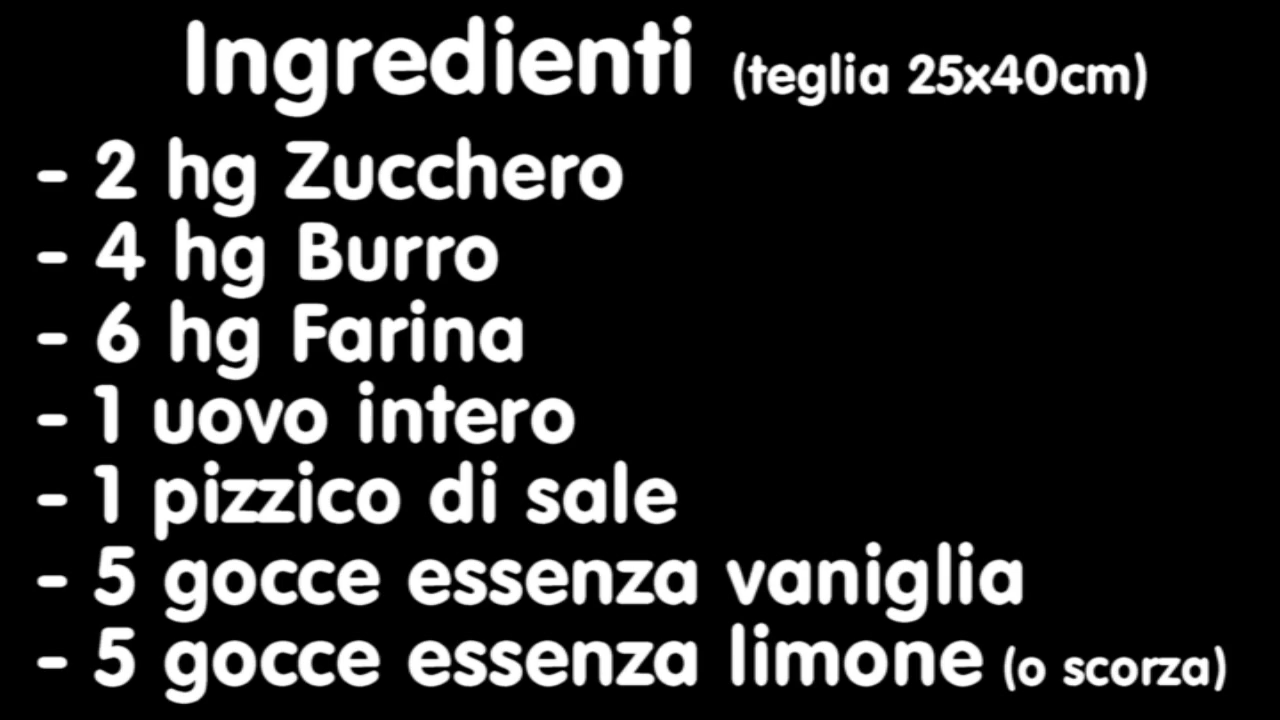 Ingredienti (teglia 25x40cm)
- 2 hg Zucchero
- 4 hg Burro
- 6 hg Farina
- 1 uovo intero
- 1 pizzico di sale
- 5 gocce essenza vaniglia
- 5 gocce essenza limone (o scorza)